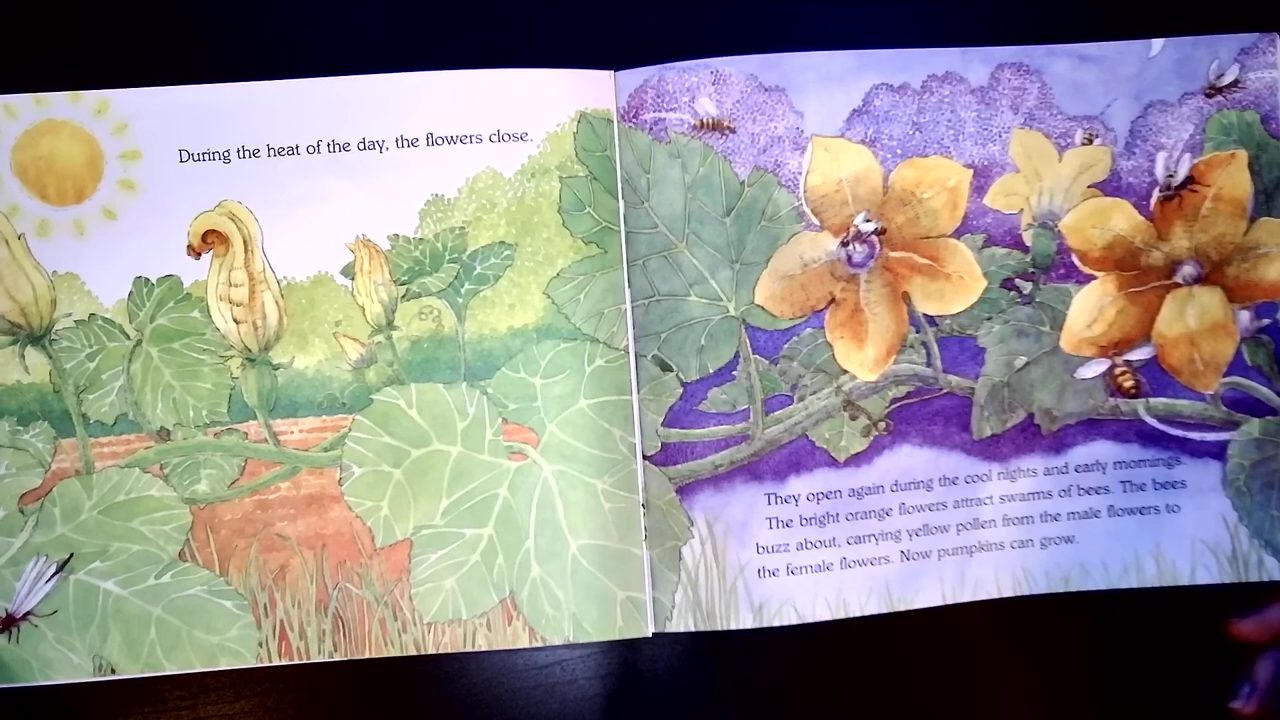 During the heat of the day, the flowers close.
They open again during the cool nights and early mornings.
The bright orange flowers attract swarms of bees. The bees
buzz about, carrying yellow pollen from the male flowers to
the female flowers. Now pumpkins can grow.